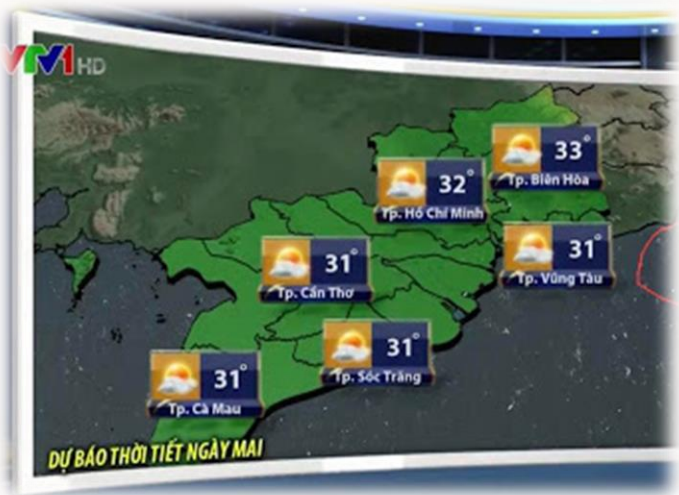 VTV1 HD
33°
Tp. Biên Hòa
32°
Tp. Hồ Chí Minh
31°
Tp. Vũng Tàu
31°
Tp. Cần Thơ
31°
Tp. Sóc Trăng
31°
Tp. Cà Mau
DỰ BÁO THỜI TIẾT NGÀY MAI